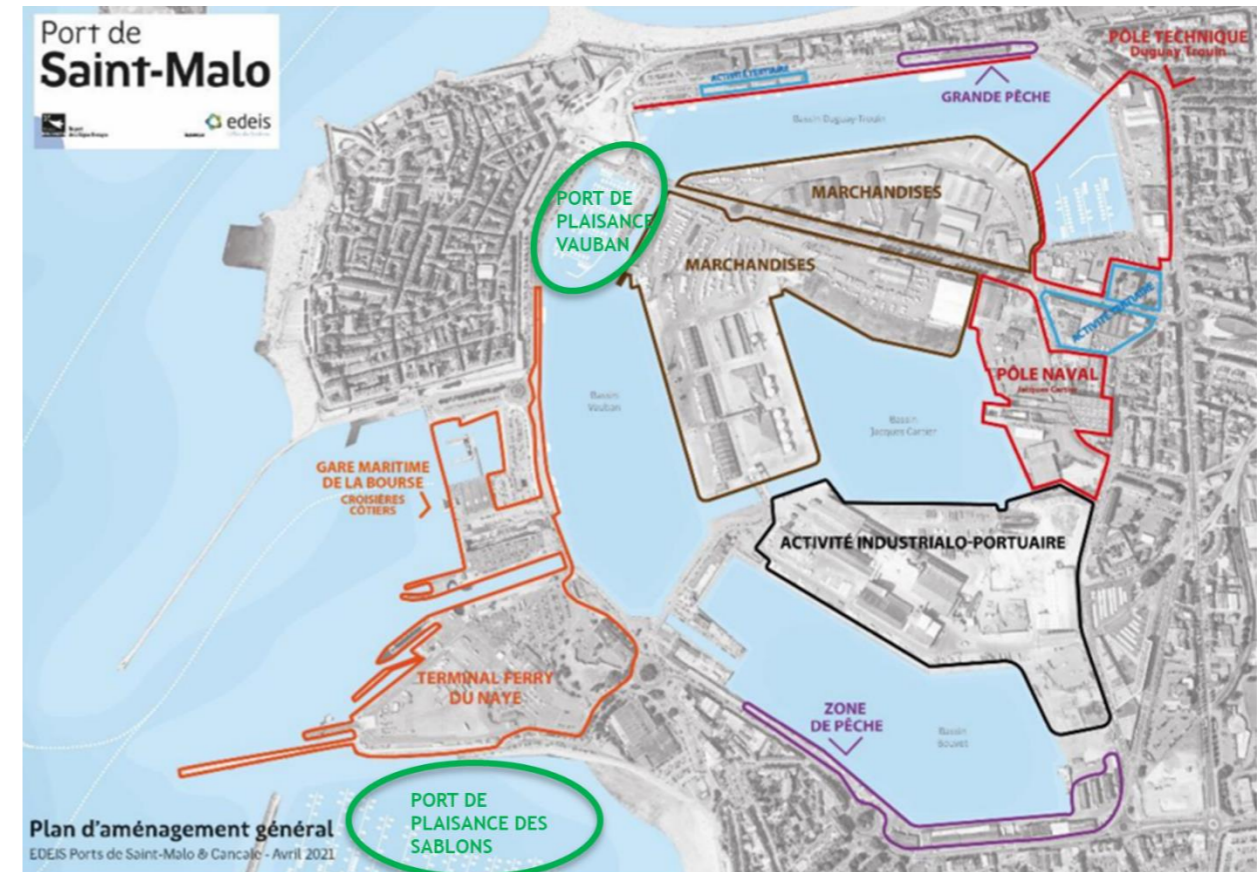 Port de
Saint-Malo
edeis
PÔLE TECHNIQUE
Duguay-Trouin
ACTIVITÉ TERTIAIRE
GRANDE PÊCHE
Bassin Duguay-Trouin
PORT DE
PLAISANCE
VAUBAN
MARCHANDISES
MARCHANDISES
PÔLE NAVAL
Jacques Cartier
Bassin
Vauban
Bassin
Jacques Cartier
GARE MARITIME
DE LA BOURSE
CROISIÈRES
CÔTIERS
ACTIVITÉ INDUSTRIALO-PORTUAIRE
TERMINAL FERRY
DU NAYE
ZONE
DE PÊCHE
Bassin
Bouvet
PORT DE
PLAISANCE DES
SABLONS
Plan d'aménagement général
EDEIS Ports de Saint-Malo & Cancale - Avril 2021